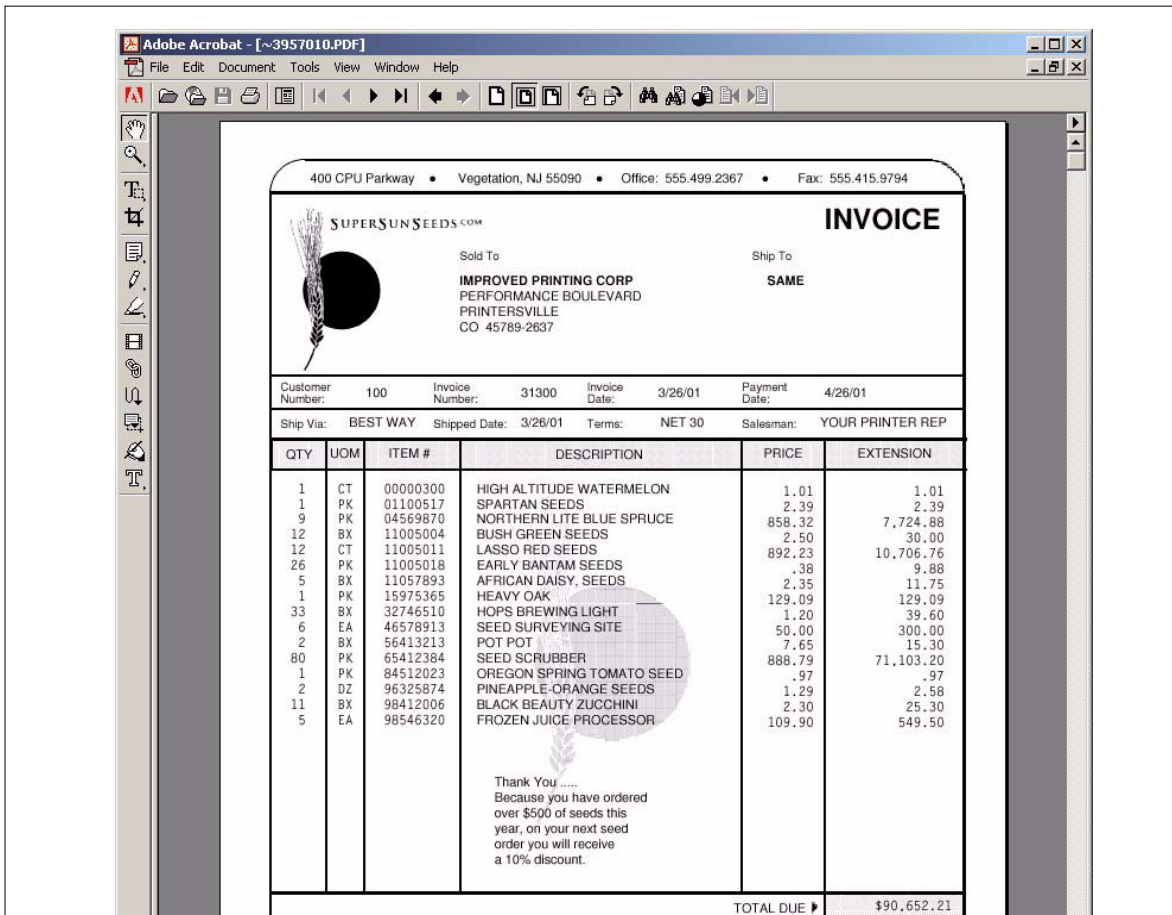 Adobe Acrobat - [~3957010.PDF]
File Edit Document Tools View Window Help
400 CPU Parkway • Vegetation, NJ 55090 • Office: 555.499.2367 • Fax: 555.415.9794
SUPERSUNSEEDS.COM
INVOICE
Sold To Ship To
IMPROVED PRINTING CORP SAME
PERFORMANCE BOULEVARD
PRINTERSVILLE
CO 45789-2637
Customer Number: 100 Invoice Number: 31300 Invoice Date: 3/26/01 Payment Date: 4/26/01
Ship Via: BEST WAY Shipped Date: 3/26/01 Terms: NET 30 Salesman: YOUR PRINTER REP
QTY UOM ITEM # DESCRIPTION PRICE EXTENSION
1 CT 00000300 HIGH ALTITUDE WATERMELON 1.01 1.01
1 PK 01100517 SPARTAN SEEDS 2.39 2.39
9 PK 04569870 NORTHERN LITE BLUE SPRUCE 858.32 7,724.88
12 BX 11005004 BUSH GREEN SEEDS 2.50 30.00
12 CT 11005011 LASSO RED SEEDS 892.23 10,706.76
26 PK 11005018 EARLY BANTAM SEEDS .38 9.88
5 BX 11057893 AFRICAN DAISY, SEEDS 2.35 11.75
1 PK 15975365 HEAVY OAK 129.09 129.09
33 BX 32746510 HOPS BREWING LIGHT 1.20 39.60
6 EA 46578913 SEED SURVEYING SITE 50.00 300.00
2 BX 56413213 POT POT 7.65 15.30
80 PK 65412384 SEED SCRUBBER 888.79 71,103.20
1 PK 84512023 OREGON SPRING TOMATO SEED .97 .97
2 DZ 96325874 PINEAPPLE-ORANGE SEEDS 1.29 2.58
11 BX 98412006 BLACK BEAUTY ZUCCHINI 2.30 25.30
5 EA 98546320 FROZEN JUICE PROCESSOR 109.90 549.50
Thank You .....
Because you have ordered
over $500 of seeds this
year, on your next seed
order you will receive
a 10% discount.
TOTAL DUE $90,652.21